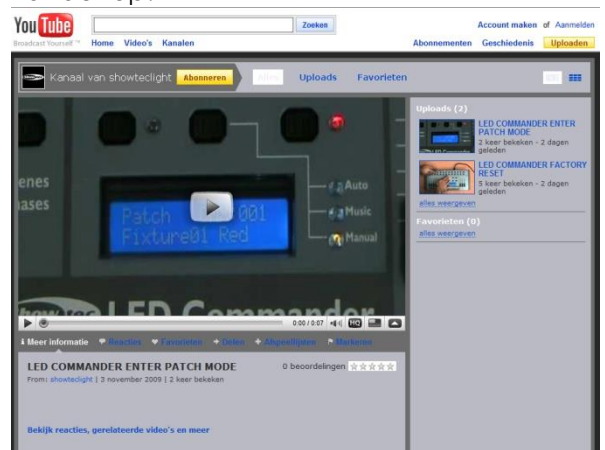 You Tube
Zoeken
Account maken of Aanmelden
Broadcast Yourself ™
Home Video's Kanalen
Abonnementen Geschiedenis Uploaden
Kanaal van showteclight Abonneren Alles Uploads Favorieten
Uploads (2)
LED COMMANDER ENTER PATCH MODE
2 keer bekeken - 2 dagen geleden
LED COMMANDER FACTORY RESET
5 keer bekeken - 2 dagen geleden
alles weergeven
Favorieten (0)
alles weergeven
enes
ases
Auto
Music
Manual
Patch 001
Fixture01 Red
LED Commander
0:00 / 0:07 HQ
Meer informatie Reacties Favorieten Delen Afspeellijsten Markeren
LED COMMANDER ENTER PATCH MODE 0 beoordelingen
From: showteclight | 3 november 2009 | 2 keer bekeken
Bekijk reacties, gerelateerde video's en meer